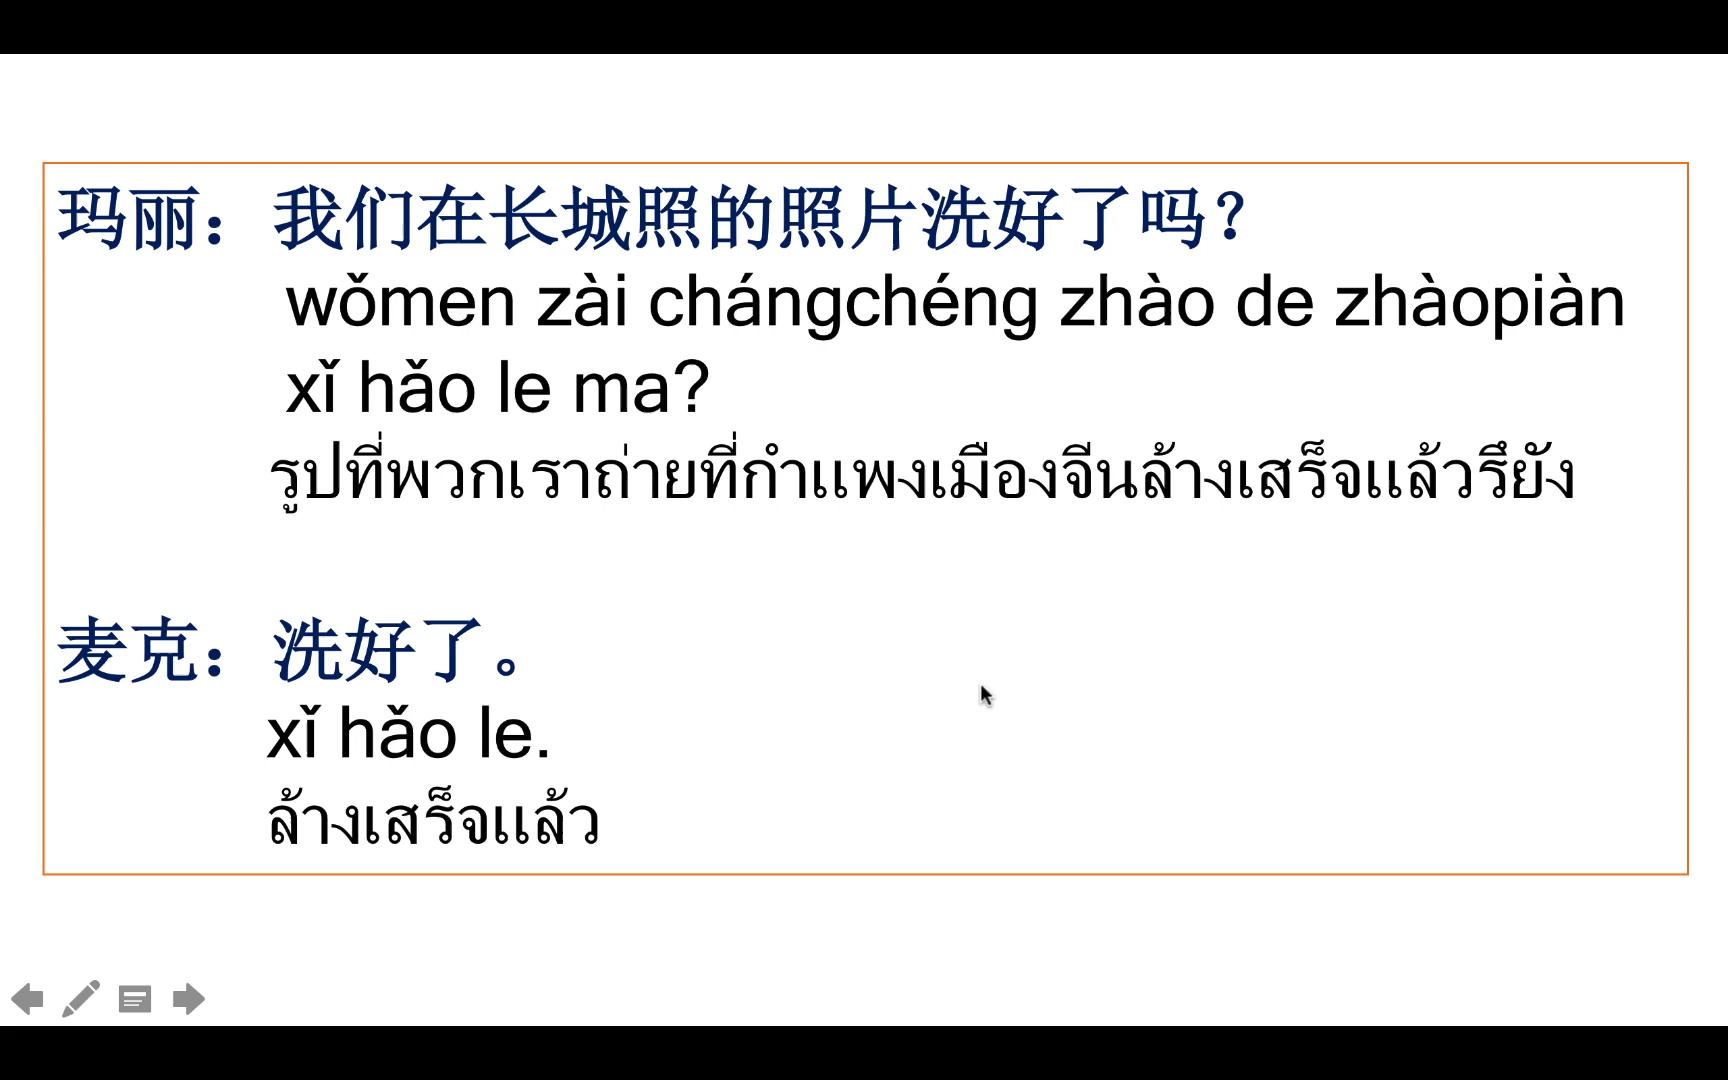 玛丽：我们在长城照的照片洗好了吗？
wǒmen zài chángchéng zhào de zhàopiàn
xǐ hǎo le ma?
รูปที่พวกเราถ่ายที่กำแพงเมืองจีนล้างเสร็จแล้วรึยัง
麦克：洗好了。
xǐ hǎo le.
ล้างเสร็จแล้ว